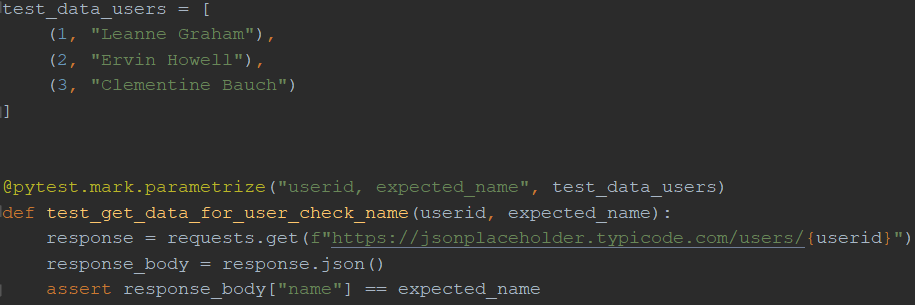 test_data_users = [
    (1, "Leanne Graham"),
    (2, "Ervin Howell"),
    (3, "Clementine Bauch")
]
@pytest.mark.parametrize("userid, expected_name", test_data_users)
def test_get_data_for_user_check_name(userid, expected_name):
    response = requests.get(f"https://jsonplaceholder.typicode.com/users/{userid}")
    response_body = response.json()
    assert response_body["name"] == expected_name